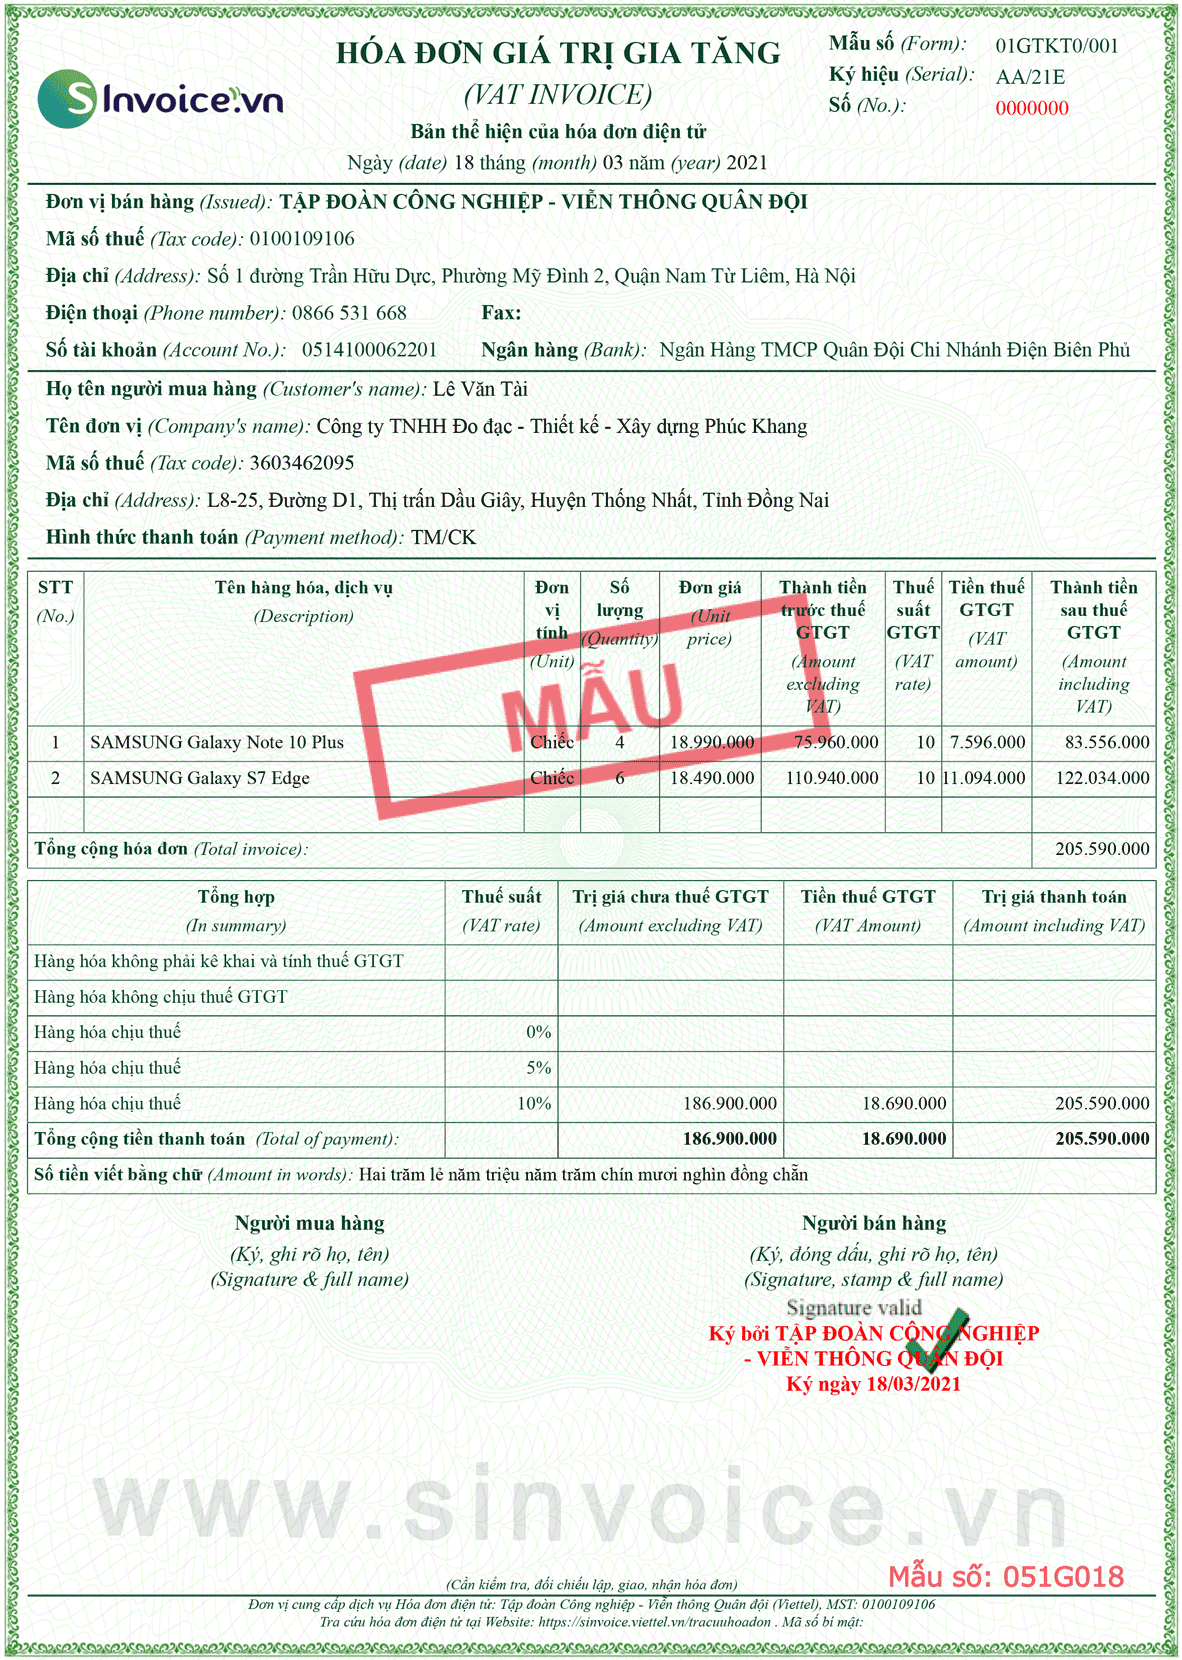 SInvoice.vn
HÓA ĐƠN GIÁ TRỊ GIA TĂNG
(VAT INVOICE)
Bản thể hiện của hóa đơn điện tử
Ngày (date) 18 tháng (month) 03 năm (year) 2021
Mẫu số (Form): 01GTKT0/001
Ký hiệu (Serial): AA/21E
Số (No.): 0000000
Đơn vị bán hàng (Issued): TẬP ĐOÀN CÔNG NGHIỆP - VIỄN THÔNG QUÂN ĐỘI
Mã số thuế (Tax code): 0100109106
Địa chỉ (Address): Số 1 đường Trần Hữu Dực, Phường Mỹ Đình 2, Quận Nam Từ Liêm, Hà Nội
Điện thoại (Phone number): 0866 531 668 Fax:
Số tài khoản (Account No.): 0514100062201 Ngân hàng (Bank): Ngân Hàng TMCP Quân Đội Chi Nhánh Điện Biên Phủ
Họ tên người mua hàng (Customer's name): Lê Văn Tài
Tên đơn vị (Company's name): Công ty TNHH Đo đạc - Thiết kế - Xây dựng Phúc Khang
Mã số thuế (Tax code): 3603462095
Địa chỉ (Address): L8-25, Đường D1, Thị trấn Dầu Giây, Huyện Thống Nhất, Tỉnh Đồng Nai
Hình thức thanh toán (Payment method): TM/CK
STT (No.) Tên hàng hóa, dịch vụ (Description) Đơn vị tính (Unit) Số lượng (Quantity) Đơn giá (Unit price) Thành tiền trước thuế GTGT (Amount excluding VAT) Thuế suất GTGT (VAT rate) Tiền thuế GTGT (VAT amount) Thành tiền sau thuế GTGT (Amount including VAT)
MẪU
1 SAMSUNG Galaxy Note 10 Plus Chiếc 4 18.990.000 75.960.000 10 7.596.000 83.556.000
2 SAMSUNG Galaxy S7 Edge Chiếc 6 18.490.000 110.940.000 10 11.094.000 122.034.000
Tổng cộng hóa đơn (Total invoice): 205.590.000
Tổng hợp (In summary) Thuế suất (VAT rate) Trị giá chưa thuế GTGT (Amount excluding VAT) Tiền thuế GTGT (VAT Amount) Trị giá thanh toán (Amount including VAT)
Hàng hóa không phải kê khai và tính thuế GTGT
Hàng hóa không chịu thuế GTGT
Hàng hóa chịu thuế 0%
Hàng hóa chịu thuế 5%
Hàng hóa chịu thuế 10% 186.900.000 18.690.000 205.590.000
Tổng cộng tiền thanh toán (Total of payment): 186.900.000 18.690.000 205.590.000
Số tiền viết bằng chữ (Amount in words): Hai trăm lẻ năm triệu năm trăm chín mươi nghìn đồng chẵn
Người mua hàng Người bán hàng
(Ký, ghi rõ họ, tên) (Ký, đóng dấu, ghi rõ họ, tên)
(Signature & full name) (Signature, stamp & full name)
Signature valid
Ký bởi TẬP ĐOÀN CÔNG NGHIỆP
- VIỄN THÔNG QUÂN ĐỘI
Ký ngày 18/03/2021
www.sinvoice.vn
Mẫu số: 051G018
(Cần kiểm tra, đối chiếu lập, giao, nhận hóa đơn)
Đơn vị cung cấp dịch vụ Hóa đơn điện tử: Tập đoàn Công nghiệp - Viễn thông Quân đội (Viettel), MST: 0100109106
Tra cứu hóa đơn điện tử tại Website: https://sinvoice.viettel.vn/tracuuhoadon . Mã số bí mật: